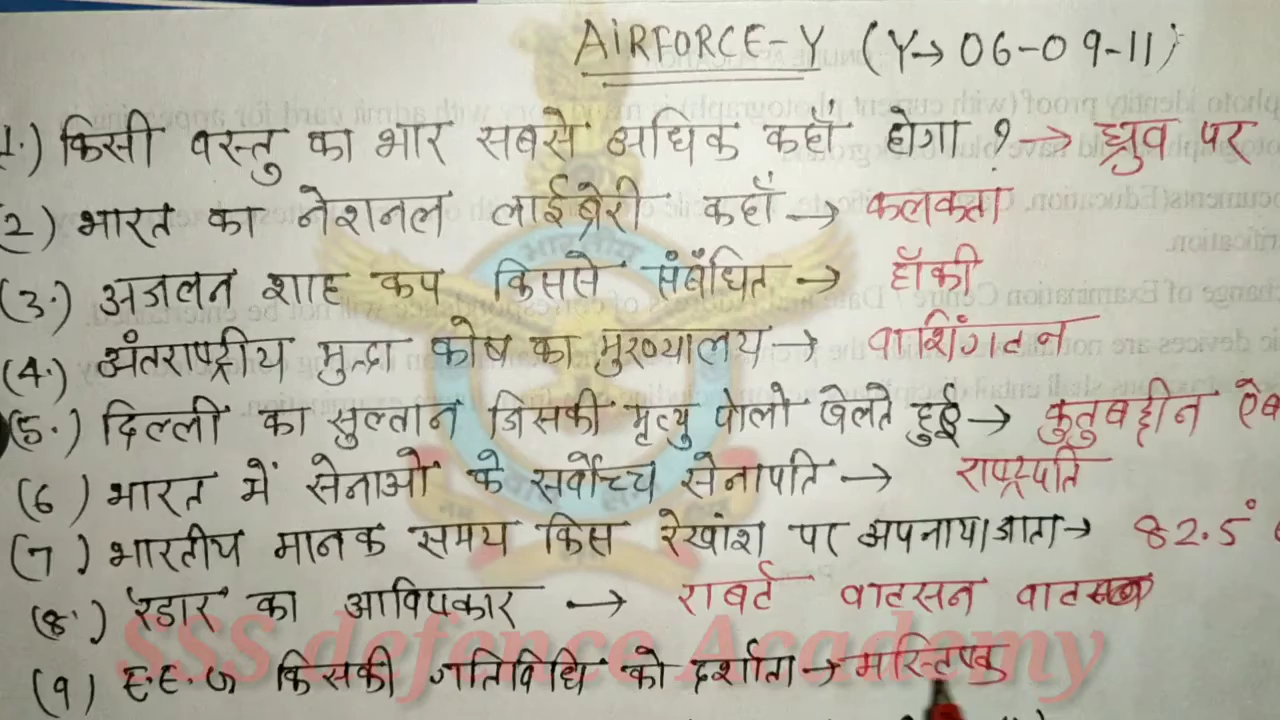 AIRFORCE-Y (Y→ 06-09-11)
1.) किसी वस्तु का भार सबसे अधिक कहाँ होगा ? → ध्रुव पर
(2) भारत का नेशनल लाईब्रेरी कहाँ → कलकता
(3.) अजलन शाह कप किससे संबंधित → हॉकी
(4.) अंतराष्ट्रीय मुद्रा कोष का मुख्यालय → वाशिंगटन
(5.) दिल्ली का सुल्तान जिसकी मृत्यु पोलो खेलते हुई → कुतुबद्दीन ऐब
(6) भारत में सेनाओ के सर्वोच्च सेनापति → राष्ट्रपति
(7) भारतीय मानक समय किस रेखांश पर अपनाया जाता → 82.5°
(8.) रडार का आविष्कार → राबर्ट वाटसन
(9) E.E.G किसकी गतिविधि को दर्शाता → मस्तिष्क
SSS defence Academy